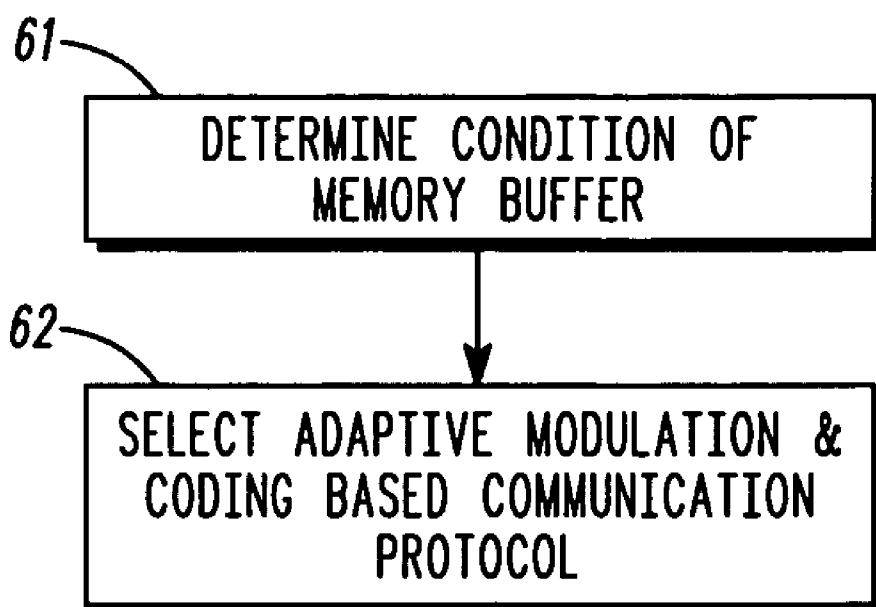 61
DETERMINE CONDITION OF
MEMORY BUFFER
62
SELECT ADAPTIVE MODULATION &
CODING BASED COMMUNICATION
PROTOCOL